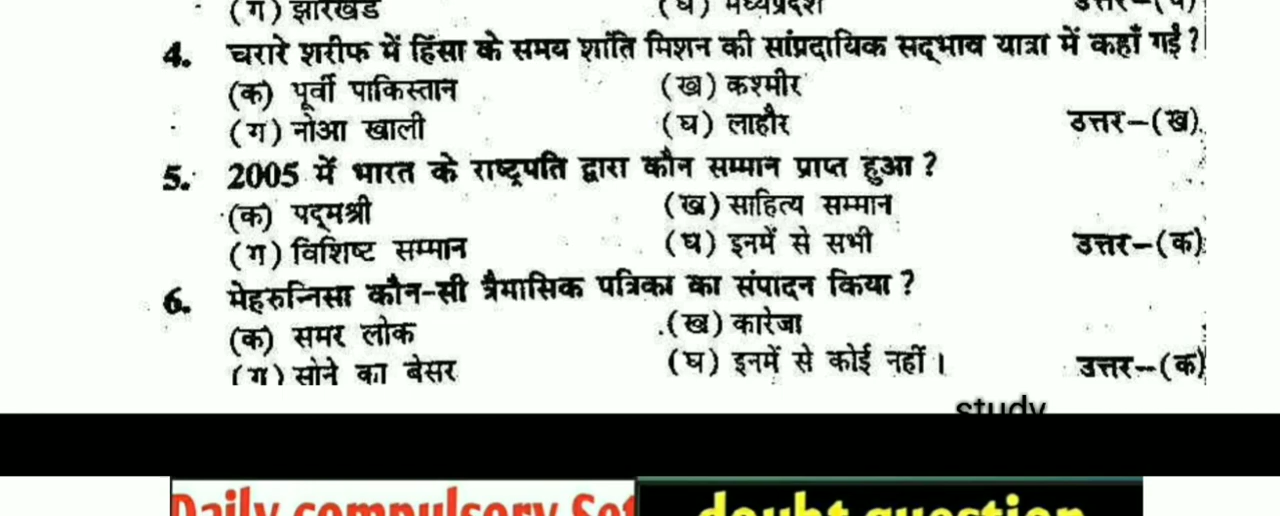 (ग) झारखंड (घ) मध्यप्रदेश
4. चरारे शरीफ में हिंसा के समय शांति मिशन की सांप्रदायिक सद्भाव यात्रा में कहाँ गईं ?
(क) पूर्वी पाकिस्तान (ख) कश्मीर
(ग) नोआ खाली (घ) लाहौर उत्तर–(ख)
5. 2005 में भारत के राष्ट्रपति द्वारा कौन सम्मान प्राप्त हुआ ?
(क) पद्मश्री (ख) साहित्य सम्मान
(ग) विशिष्ट सम्मान (घ) इनमें से सभी उत्तर–(क)
6. मेहरुन्निसा कौन-सी त्रैमासिक पत्रिका का संपादन किया ?
(क) समर लोक (ख) कारेजा
(ग) सोने का बेसर (घ) इनमें से कोई नहीं । उत्तर–(क)
study
Daily compulsory Set doubt question